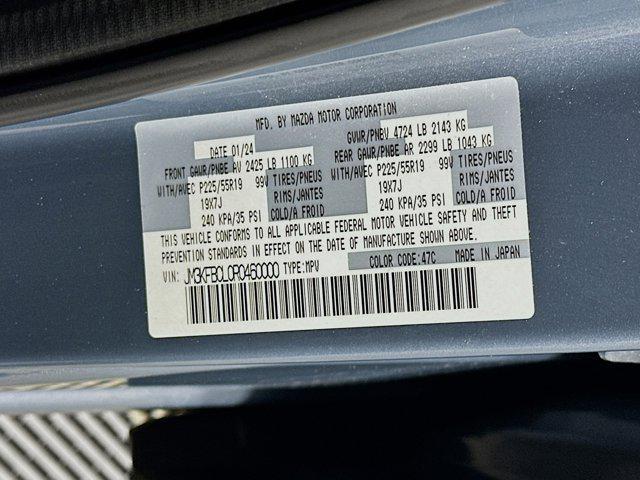 MFD. BY MAZDA MOTOR CORPORATION
DATE 01/24 GVWR/PNBV 4724 LB 2143 KG
FRONT GAWR/PNBE AV 2425 LB 1100 KG REAR GAWR/PNBE AR 2299 LB 1043 KG
WITH/AVEC P225/55R19 99V TIRES/PNEUS WITH/AVEC P225/55R19 99V TIRES/PNEUS
19X7J RIMS/JANTES 19X7J RIMS/JANTES
240 KPA/35 PSI COLD/A FROID 240 KPA/35 PSI COLD/A FROID
THIS VEHICLE CONFORMS TO ALL APPLICABLE FEDERAL MOTOR VEHICLE SAFETY AND THEFT
PREVENTION STANDARDS IN EFFECT ON THE DATE OF MANUFACTURE SHOWN ABOVE.
COLOR CODE:47C MADE IN JAPAN
VIN: JM3KFBCL0R0460000 TYPE:MPV